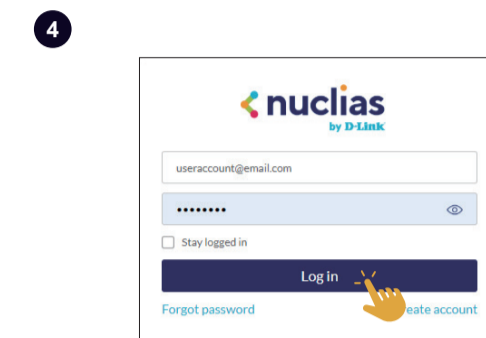 4
nuclias
by D-Link
useraccount@email.com
••••••••
Stay logged in
Log in
Forgot password eate account